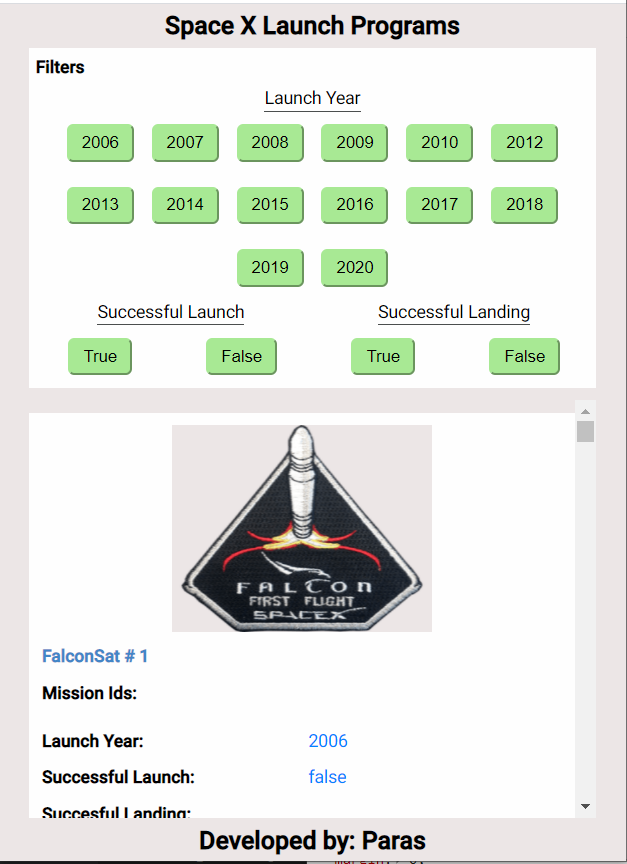 Space X Launch Programs
Filters
Launch Year
2006 2007 2008 2009 2010 2012
2013 2014 2015 2016 2017 2018
2019 2020
Successful Launch Successful Landing
True False True False
FALCON
FIRST FLIGHT
SPACEX
FalconSat # 1
Mission Ids:
Launch Year: 2006
Successful Launch: false
Succesful Landing:
Developed by: Paras